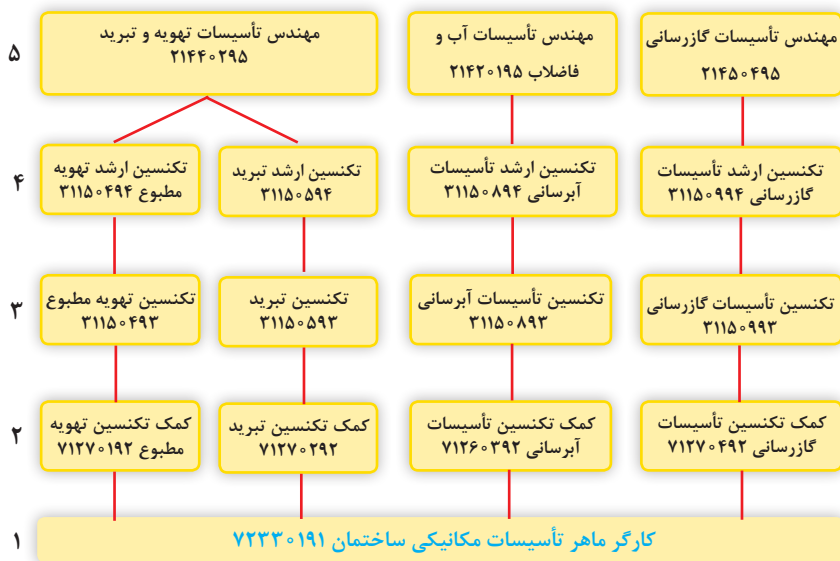 ۵
مهندس تأسیسات گازرسانی
۲۱۴۵۰۴۹۵
مهندس تأسیسات آب و
فاضلاب ۲۱۴۲۰۱۹۵
مهندس تأسیسات تهویه و تبرید
۲۱۴۴۰۲۹۵
۴
تکنسین ارشد تأسیسات
گازرسانی ۳۱۱۵۰۹۹۴
تکنسین ارشد تأسیسات
آبرسانی ۳۱۱۵۰۸۹۴
تکنسین ارشد تبرید
۳۱۱۵۰۵۹۴
تکنسین ارشد تهویه
مطبوع ۳۱۱۵۰۴۹۴
۳
تکنسین تأسیسات گازرسانی
۳۱۱۵۰۹۹۳
تکنسین تأسیسات آبرسانی
۳۱۱۵۰۸۹۳
تکنسین تبرید
۳۱۱۵۰۵۹۳
تکنسین تهویه مطبوع
۳۱۱۵۰۴۹۳
۲
کمک تکنسین تأسیسات
گازرسانی ۷۱۲۷۰۴۹۲
کمک تکنسین تأسیسات
آبرسانی ۷۱۲۶۰۳۹۲
کمک تکنسین تبرید
۷۱۲۷۰۲۹۲
کمک تکنسین تهویه
مطبوع ۷۱۲۷۰۱۹۲
۱
کارگر ماهر تأسیسات مکانیکی ساختمان ۷۲۳۳۰۱۹۱